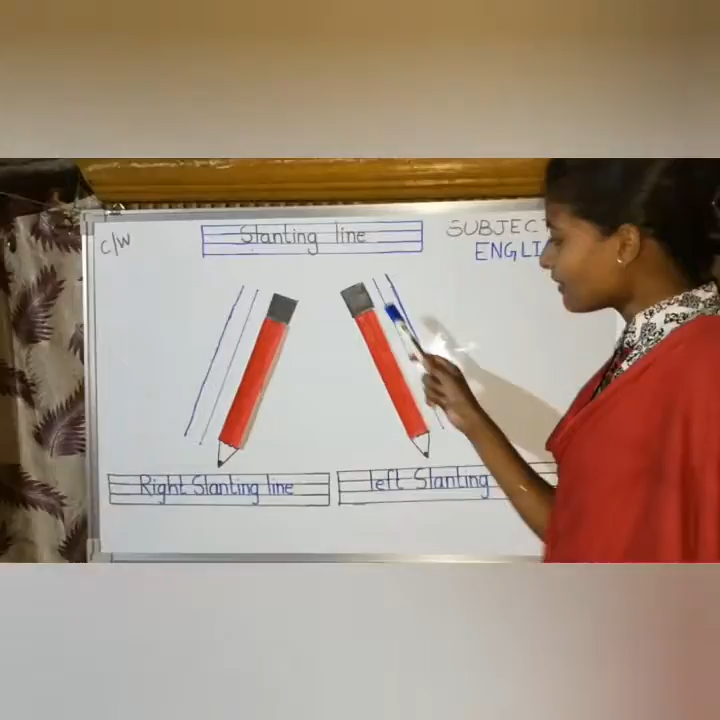 C/W
Slanting line
SUBJECT
ENGLI
Right Slanting line
left Slanting